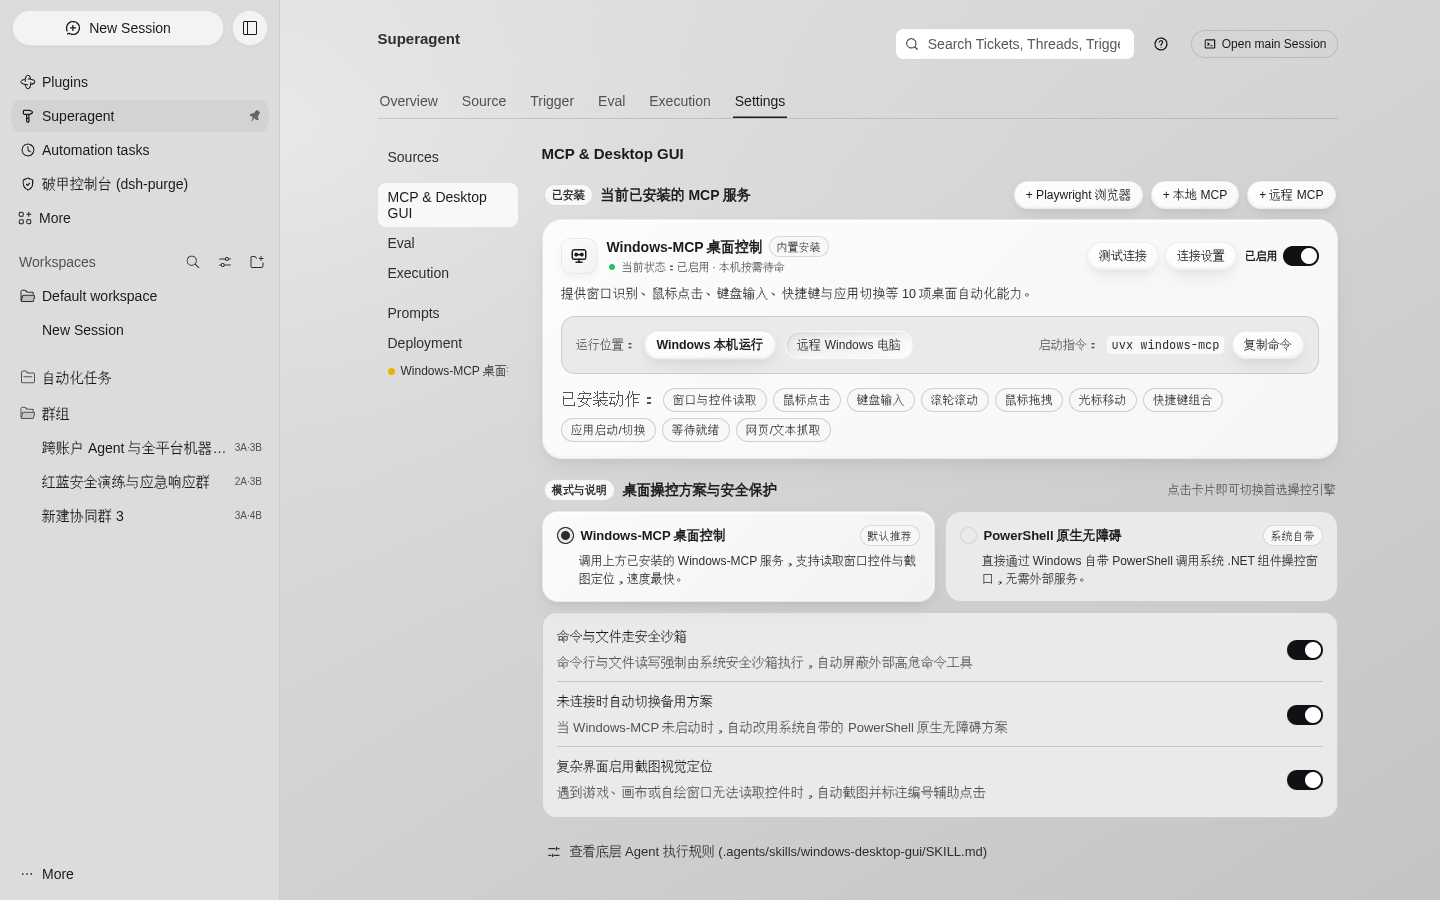 New Session
Plugins
Superagent
Automation tasks
破甲控制台 (dsh-purge)
More
Workspaces
Default workspace
New Session
自动化任务
群组
跨账户 Agent 与全平台机器… 3A·3B
红蓝安全演练与应急响应群 2A·3B
新建协同群 3 3A·4B
More
Superagent
Search Tickets, Threads, Trigge
Open main Session
Overview Source Trigger Eval Execution Settings
Sources
MCP & Desktop
GUI
Eval
Execution
Prompts
Deployment
Windows-MCP 桌面
MCP & Desktop GUI
已安装 当前已安装的 MCP 服务 + Playwright 浏览器 + 本地 MCP + 远程 MCP
Windows-MCP 桌面控制 内置安装
当前状态：已启用 · 本机按需待命
测试连接 连接设置 已启用
提供窗口识别、鼠标点击、键盘输入、快捷键与应用切换等 10 项桌面自动化能力。
运行位置： Windows 本机运行 远程 Windows 电脑 启动指令： uvx windows-mcp 复制命令
已安装动作： 窗口与控件读取 鼠标点击 键盘输入 滚轮滚动 鼠标拖拽 光标移动 快捷键组合
应用启动/切换 等待就绪 网页/文本抓取
模式与说明 桌面操控方案与安全保护 点击卡片即可切换首选操控引擎
Windows-MCP 桌面控制 默认推荐
调用上方已安装的 Windows-MCP 服务，支持读取窗口控件与截
图定位，速度最快。
PowerShell 原生无障碍 系统自带
直接通过 Windows 自带 PowerShell 调用系统 .NET 组件操控窗
口，无需外部服务。
命令与文件走安全沙箱
命令行与文件读写强制由系统安全沙箱执行，自动屏蔽外部高危命令工具
未连接时自动切换备用方案
当 Windows-MCP 未启动时，自动改用系统自带的 PowerShell 原生无障碍方案
复杂界面启用截图视觉定位
遇到游戏、画布或自绘窗口无法读取控件时，自动截图并标注编号辅助点击
查看底层 Agent 执行规则 (.agents/skills/windows-desktop-gui/SKILL.md)